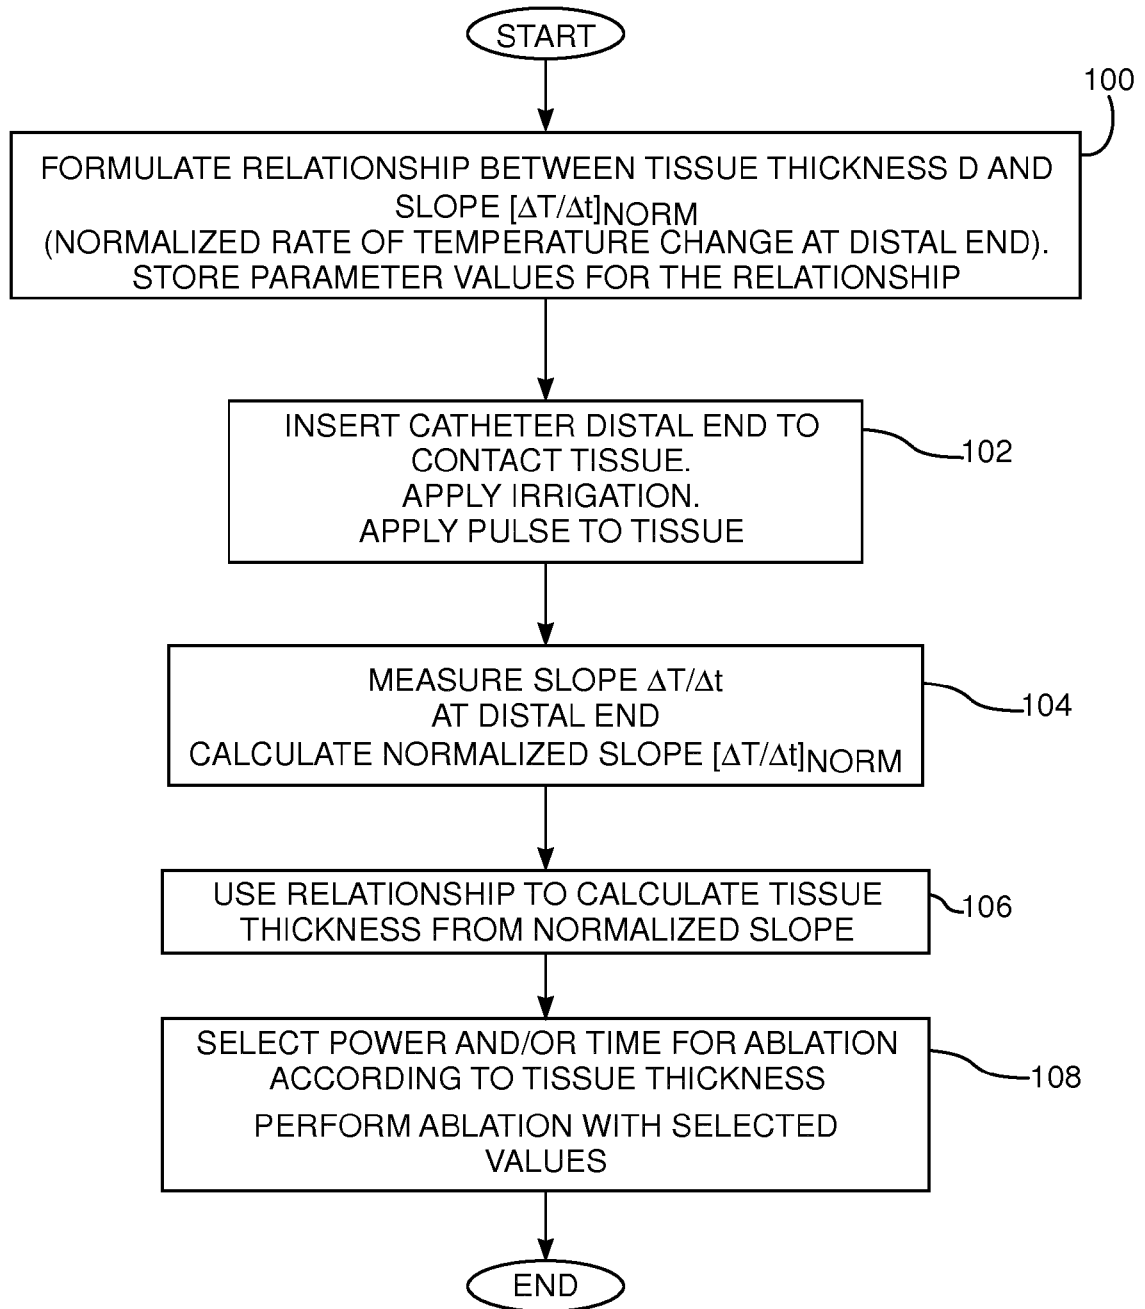 START
100
FORMULATE RELATIONSHIP BETWEEN TISSUE THICKNESS D AND
SLOPE [ΔT/Δt]NORM
(NORMALIZED RATE OF TEMPERATURE CHANGE AT DISTAL END).
STORE PARAMETER VALUES FOR THE RELATIONSHIP
INSERT CATHETER DISTAL END TO
CONTACT TISSUE.
APPLY IRRIGATION.
APPLY PULSE TO TISSUE
102
MEASURE SLOPE ΔT/Δt
AT DISTAL END
CALCULATE NORMALIZED SLOPE [ΔT/Δt]NORM
104
USE RELATIONSHIP TO CALCULATE TISSUE
THICKNESS FROM NORMALIZED SLOPE
106
SELECT POWER AND/OR TIME FOR ABLATION
ACCORDING TO TISSUE THICKNESS
PERFORM ABLATION WITH SELECTED
VALUES
108
END